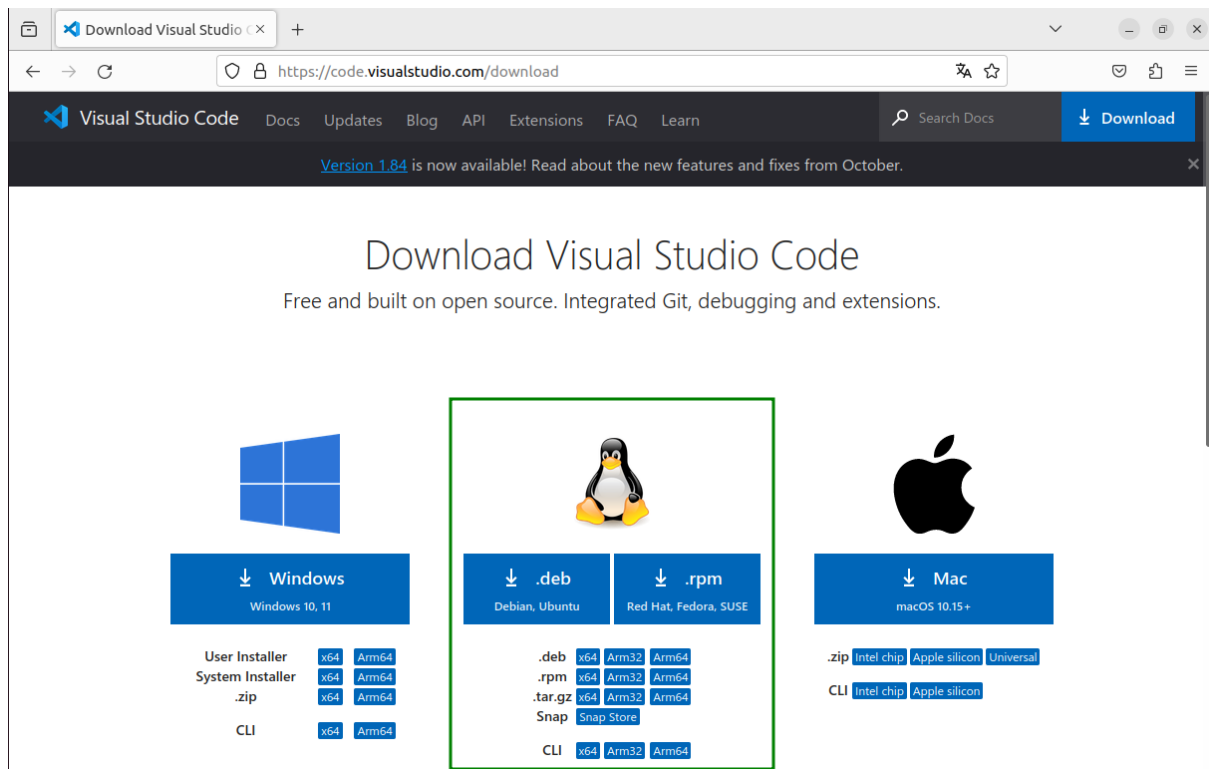 Download Visual Studio C
https://code.visualstudio.com/download
Visual Studio Code Docs Updates Blog API Extensions FAQ Learn Search Docs Download
Version 1.84 is now available! Read about the new features and fixes from October.
Download Visual Studio Code
Free and built on open source. Integrated Git, debugging and extensions.
Windows
Windows 10, 11
User Installer x64 Arm64
System Installer x64 Arm64
.zip x64 Arm64
CLI x64 Arm64
.deb
Debian, Ubuntu
.rpm
Red Hat, Fedora, SUSE
.deb x64 Arm32 Arm64
.rpm x64 Arm32 Arm64
.tar.gz x64 Arm32 Arm64
Snap Snap Store
CLI x64 Arm32 Arm64
Mac
macOS 10.15+
.zip Intel chip Apple silicon Universal
CLI Intel chip Apple silicon